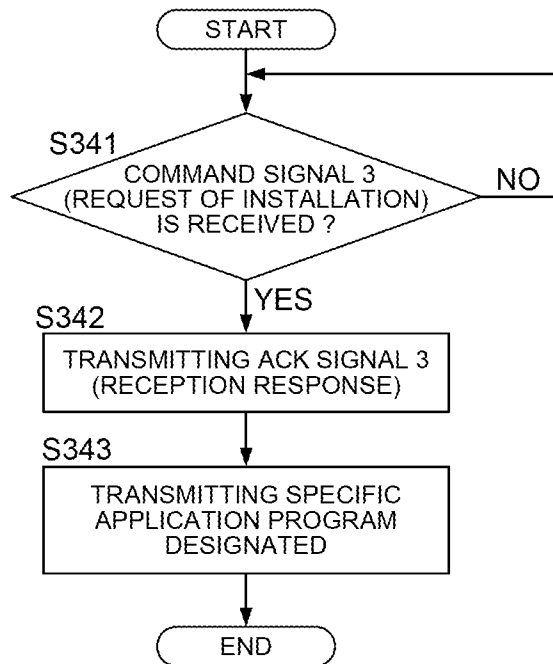 START
S341
COMMAND SIGNAL 3
(REQUEST OF INSTALLATION)
IS RECEIVED ?
NO
YES
S342
TRANSMITTING ACK SIGNAL 3
(RECEPTION RESPONSE)
S343
TRANSMITTING SPECIFIC
APPLICATION PROGRAM
DESIGNATED
END